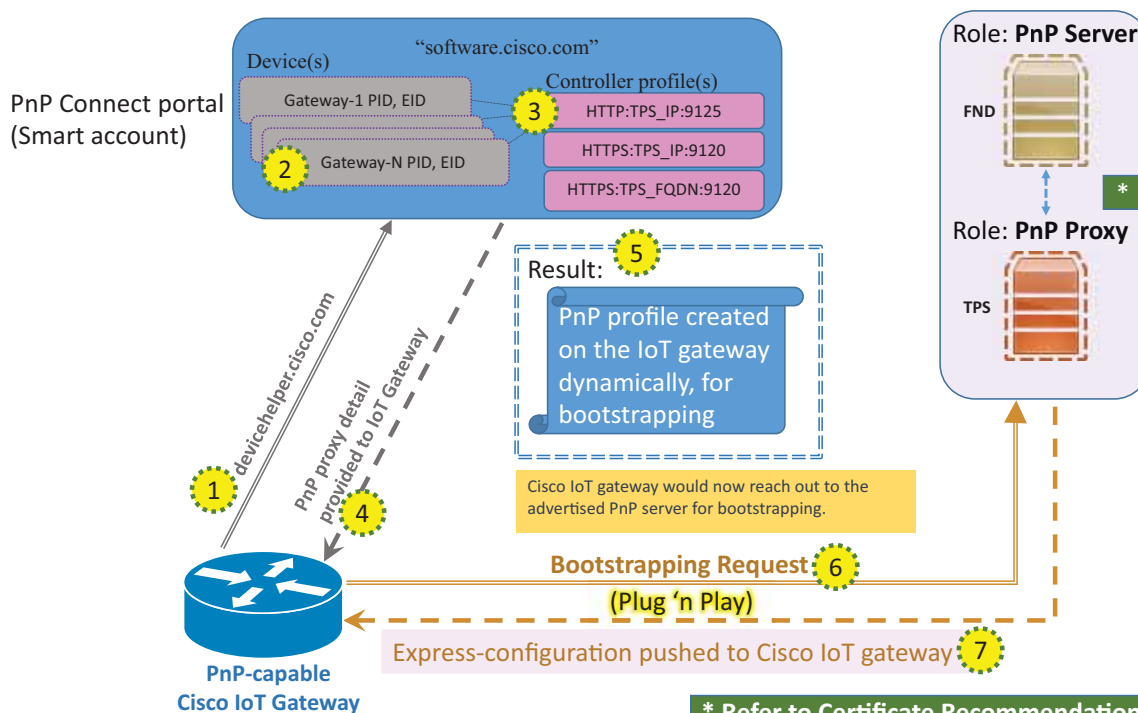 PnP Connect portal
(Smart account)
“software.cisco.com”
Device(s)
Controller profile(s)
Gateway-1 PID, EID
2
Gateway-N PID, EID
3
HTTP:TPS_IP:9125
HTTPS:TPS_IP:9120
HTTPS:TPS_FQDN:9120
Role: PnP Server
FND
*
Role: PnP Proxy
TPS
1
devicehelper.cisco.com
PnP proxy detail
provided to IoT Gateway
4
5
Result:
PnP profile created
on the IoT gateway
dynamically, for
bootstrapping
Cisco IoT gateway would now reach out to the
advertised PnP server for bootstrapping.
Bootstrapping Request
6
(Plug ‘n Play)
Express-configuration pushed to Cisco IoT gateway
7
PnP-capable
Cisco IoT Gateway
* Refer to Certificate Recommendation